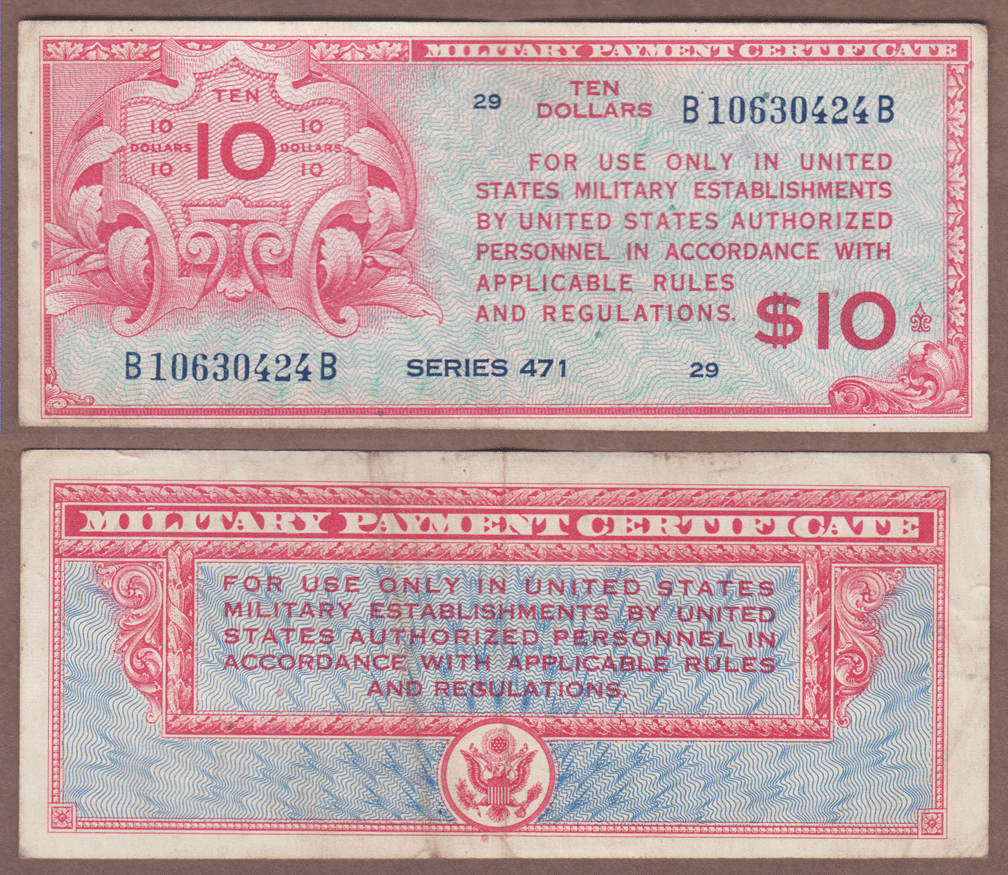 MILITARY PAYMENT CERTIFICATE
TEN
10 10 10
DOLLARS DOLLARS
10 10
29
TEN
DOLLARS
B10630424B
FOR USE ONLY IN UNITED
STATES MILITARY ESTABLISHMENTS
BY UNITED STATES AUTHORIZED
PERSONNEL IN ACCORDANCE WITH
APPLICABLE RULES
AND REGULATIONS.
$10
B10630424B
SERIES 471
29
MILITARY PAYMENT CERTIFICATE
FOR USE ONLY IN UNITED STATES
MILITARY ESTABLISHMENTS BY UNITED
STATES AUTHORIZED PERSONNEL IN
ACCORDANCE WITH APPLICABLE RULES
AND REGULATIONS.